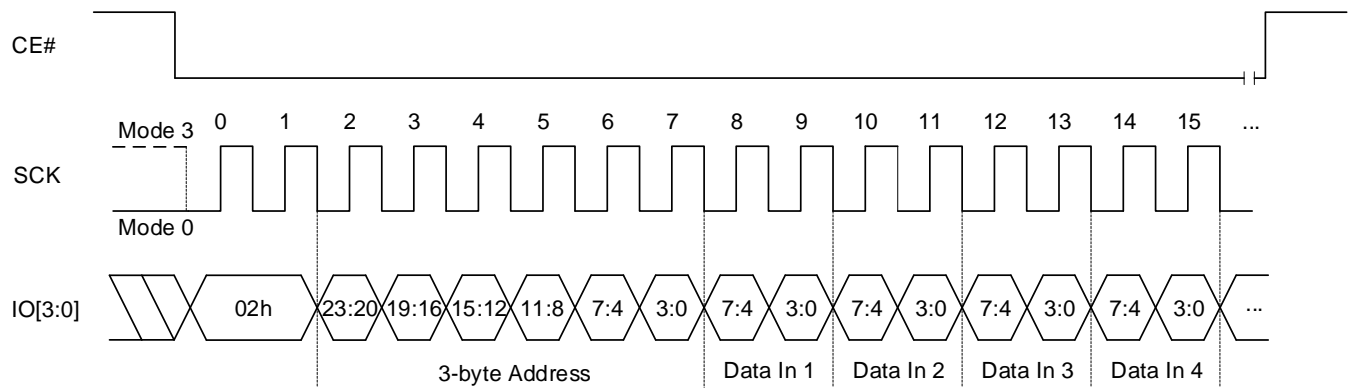 CE#
Mode 3 0 1 2 3 4 5 6 7 8 9 10 11 12 13 14 15 ...
SCK
Mode 0
IO[3:0] 02h 23:20 19:16 15:12 11:8 7:4 3:0 7:4 3:0 7:4 3:0 7:4 3:0 7:4 3:0 ...
3-byte Address Data In 1 Data In 2 Data In 3 Data In 4